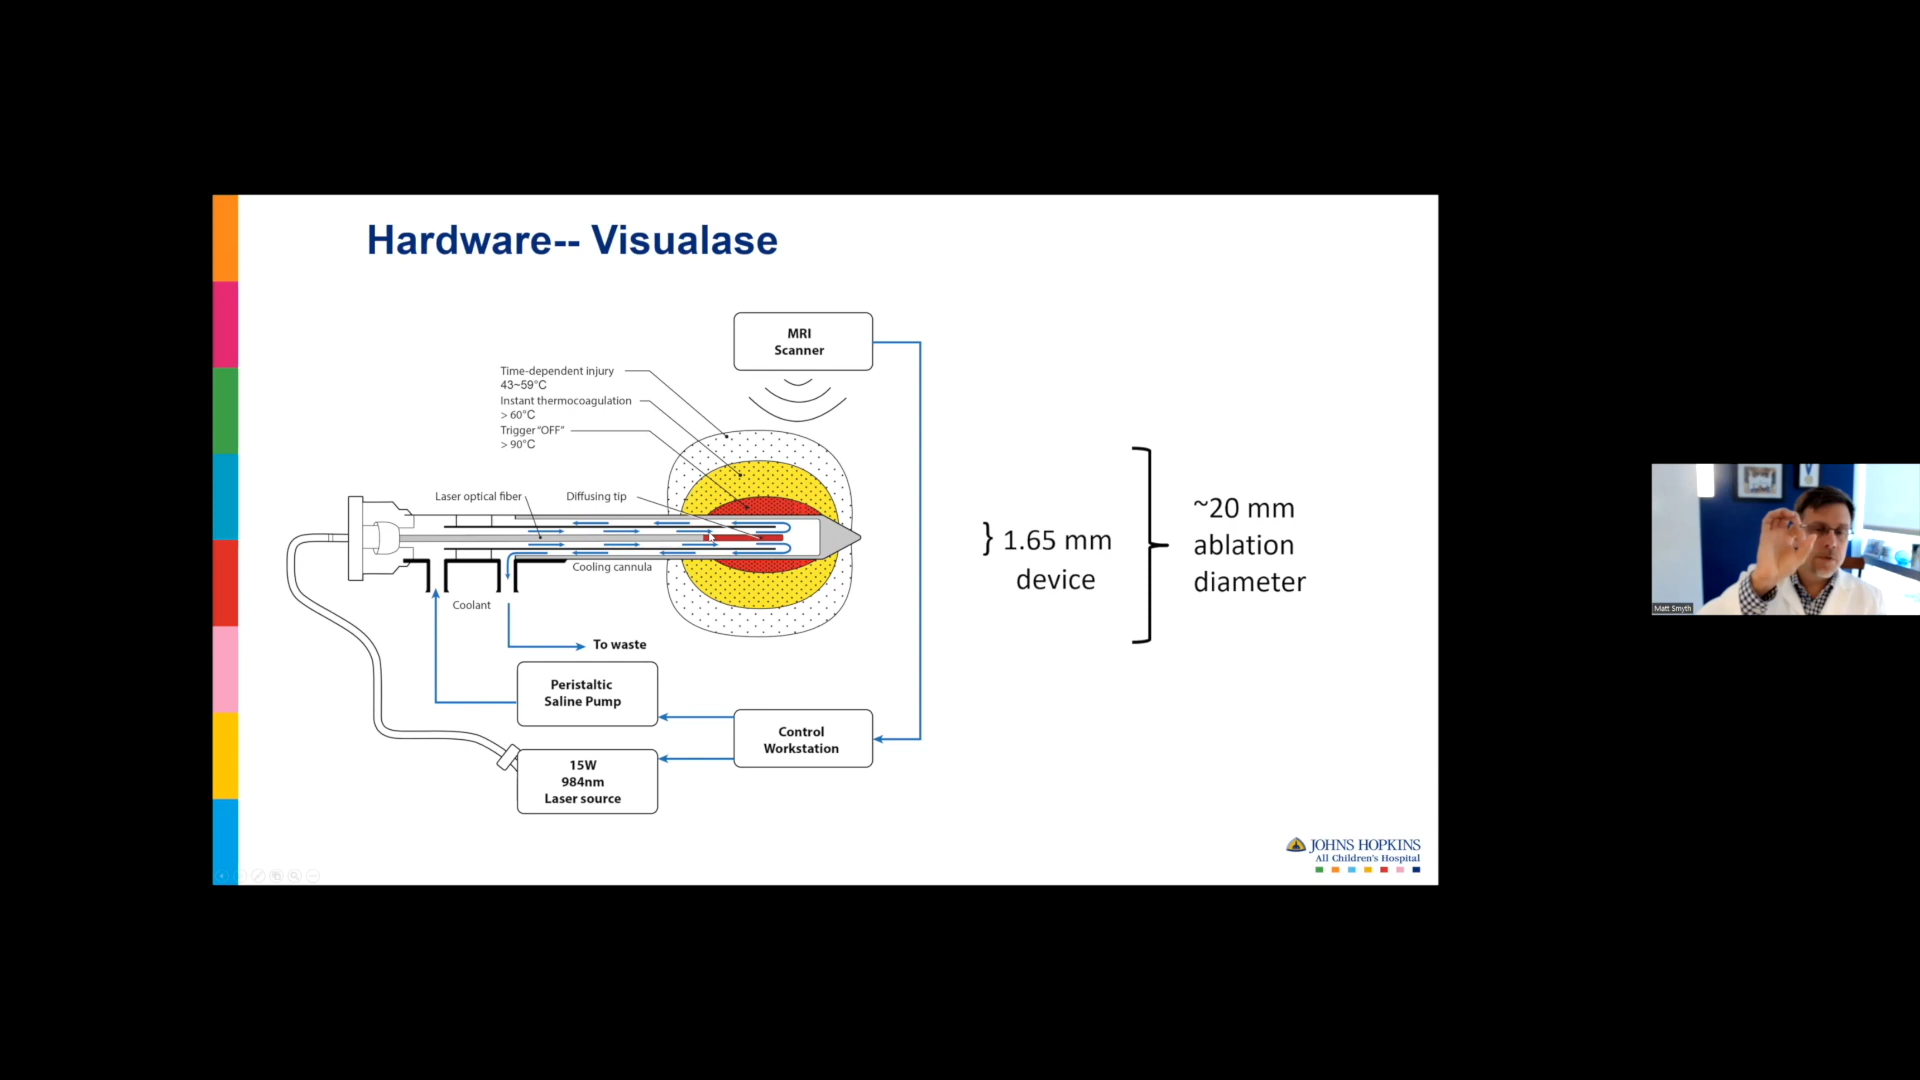 Hardware-- Visualase
MRI
Scanner
Time-dependent injury
43~59°C
Instant thermocoagulation
> 60°C
Trigger "OFF"
> 90°C
Laser optical fiber
Diffusing tip
Cooling cannula
Coolant
To waste
Peristaltic
Saline Pump
Control
Workstation
15W
984nm
Laser source
} 1.65 mm
device
~20 mm
ablation
diameter
JOHNS HOPKINS
All Children's Hospital
Matt Smyth